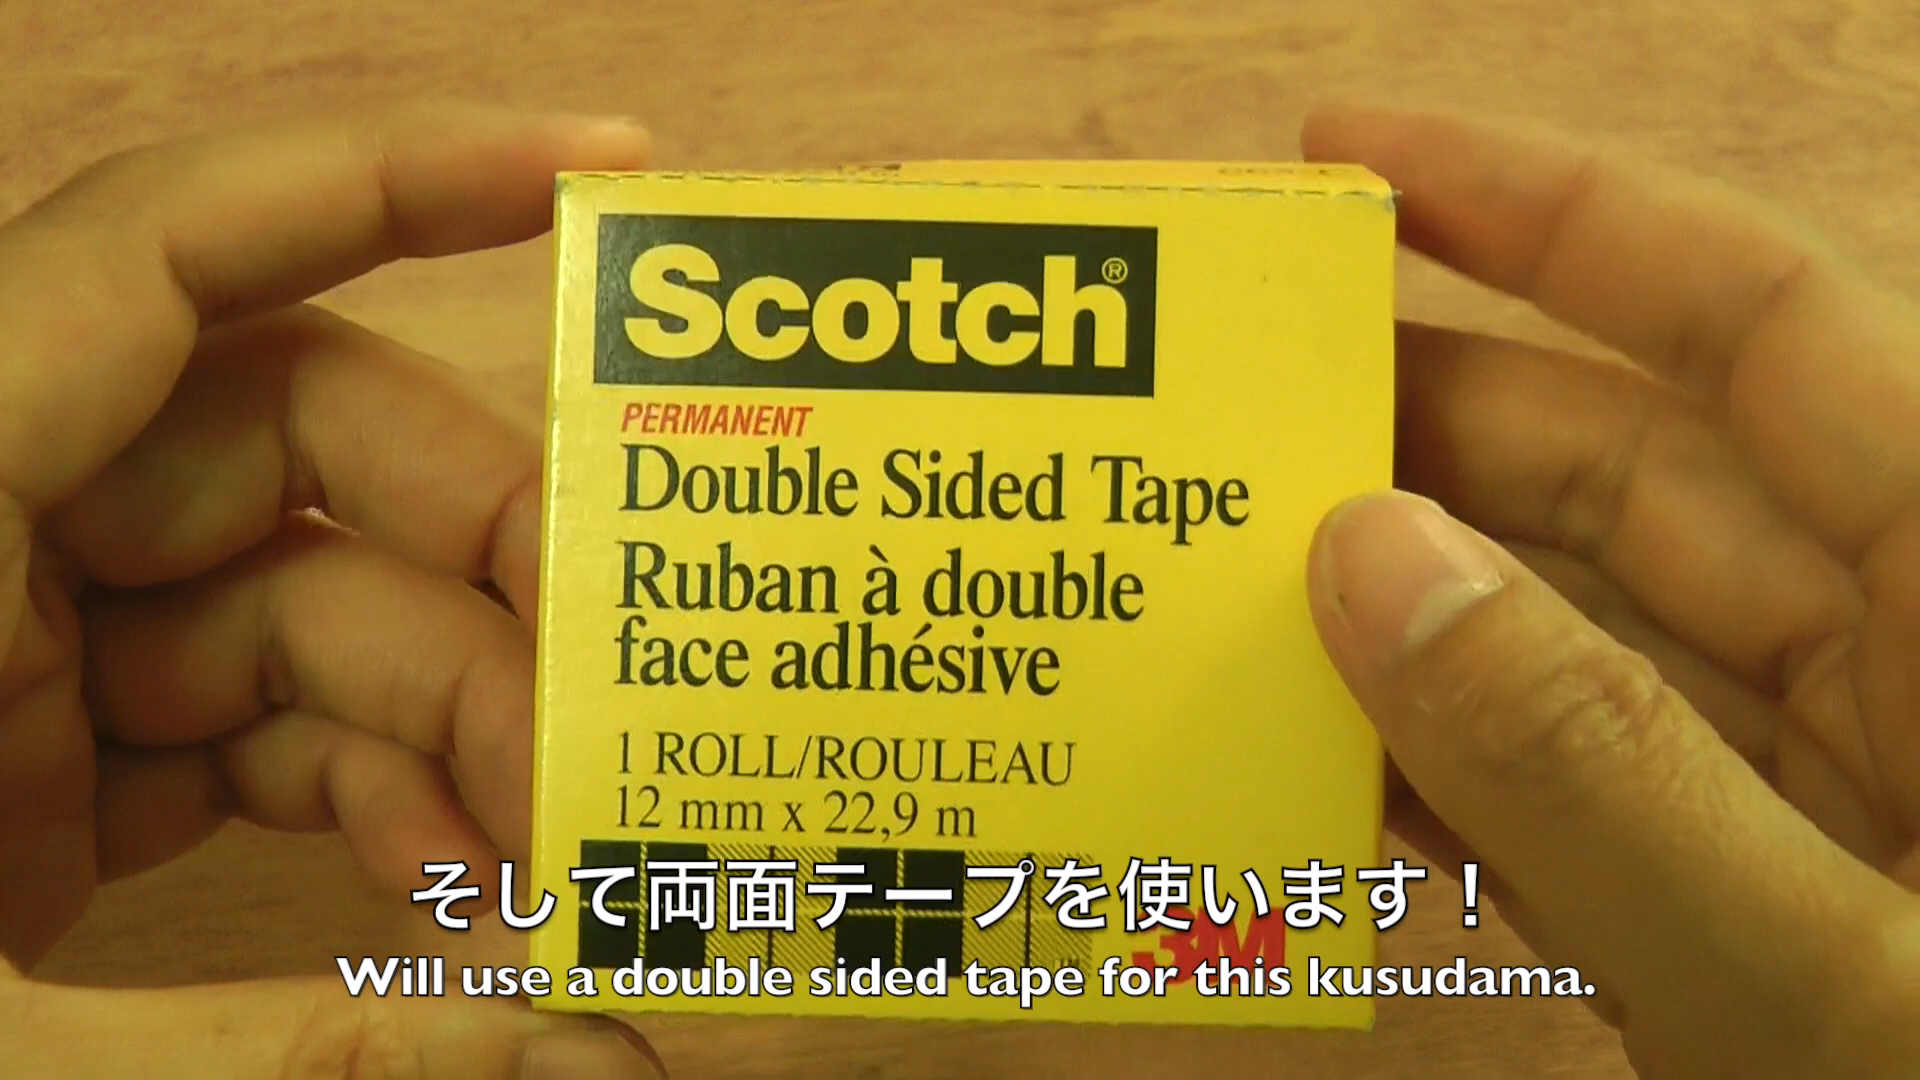 Scotch®
PERMANENT
Double Sided Tape
Ruban à double
face adhésive
1 ROLL/ROULEAU
12 mm x 22,9 m
3M
そして両面テープを使います！
Will use a double sided tape for this kusudama.